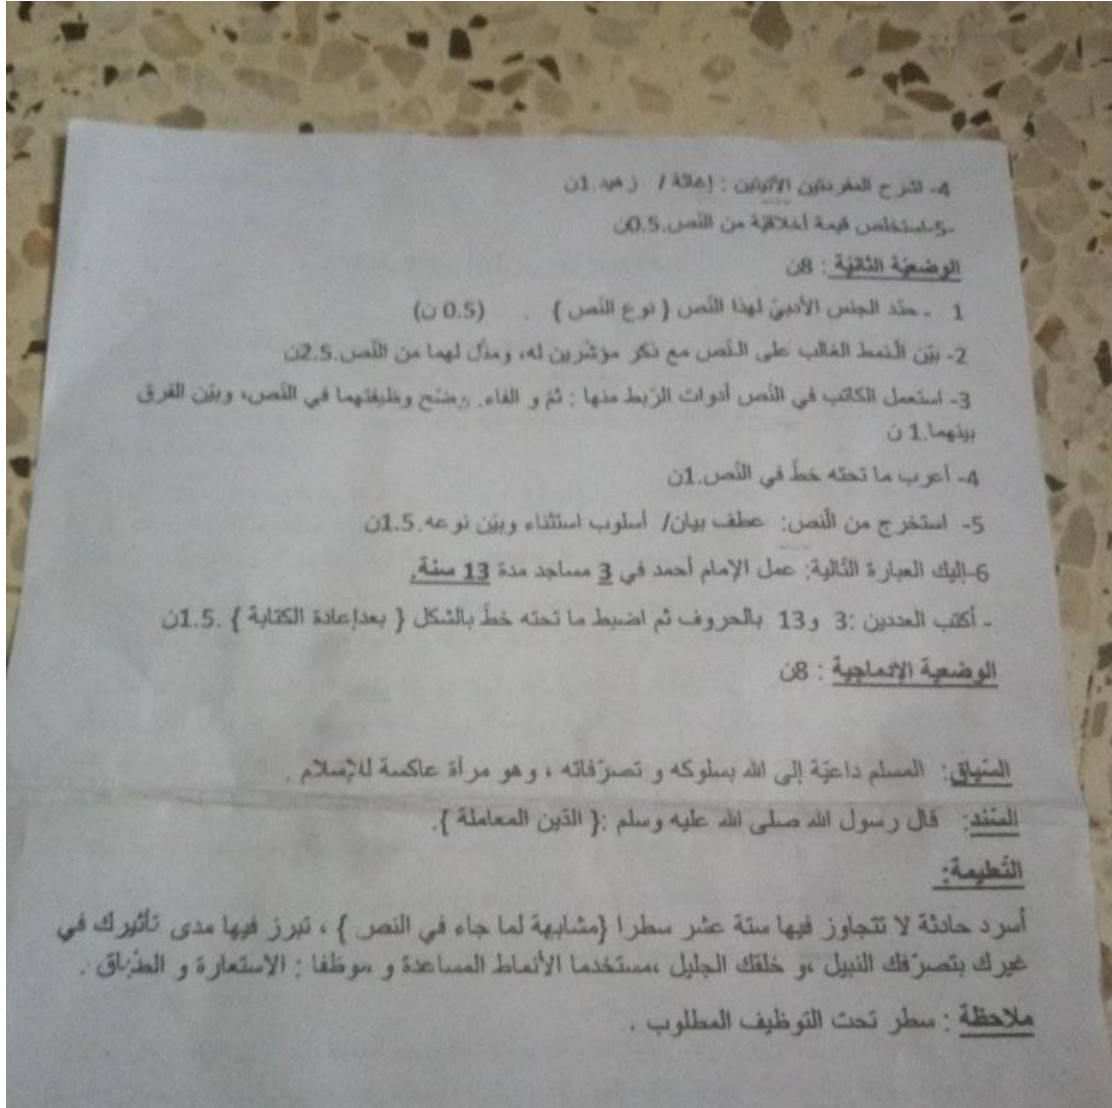 4- اشرح المفردتين الآتيتين : إغاثة / زهيد.1ن
-5-استخلص قيمة أخلاقيّة من النّص.0.5ن
الوضعيّة الثّانيّة : 8ن
1 - حدّد الجنس الأدبيّ لهذا النّص { نوع النّص } . (0.5 ن)
2- بيّن النّمط الغالب على النّص مع ذكر مؤشّرين له، ومثّل لهما من النّص.2.5ن
3- استعمل الكاتب في النّص أدوات الرّبط منها : ثمّ و الفاء. وضّح وظيفتهما في النّص، وبيّن الفرق
بينهما.1 ن
4- أعرب ما تحته خطّ في النّص.1ن
5- استخرج من النّص: عطف بيان/ أسلوب استثناء وبيّن نوعه.1.5ن
6-إليك العبارة التّالية: عمل الإمام أحمد في 3 مساجد مدة 13 سنة.
- أكتب العددين :3 و13 بالحروف ثم اضبط ما تحته خطّ بالشكل { بعدإعادة الكتابة } .1.5ن
الوضعية الإدماجية : 8ن
السّياق: المسلم داعيّة إلى الله بسلوكه و تصرّفاته ، وهو مرآة عاكسة للإسلام .
السّند: قال رسول الله صلى الله عليه وسلم :{ الدّين المعاملة }.
التّعليمة:
أسرد حادثة لا تتجاوز فيها ستة عشر سطرا {مشابهة لما جاء في النص } ، تبرز فيها مدى تأثيرك في
غيرك بتصرّفك النبيل ،و خلقك الجليل ،مستخدما الأنماط المساعدة و موظفا : الاستعارة و الطّباق .
ملاحظة : سطر تحت التوظيف المطلوب .